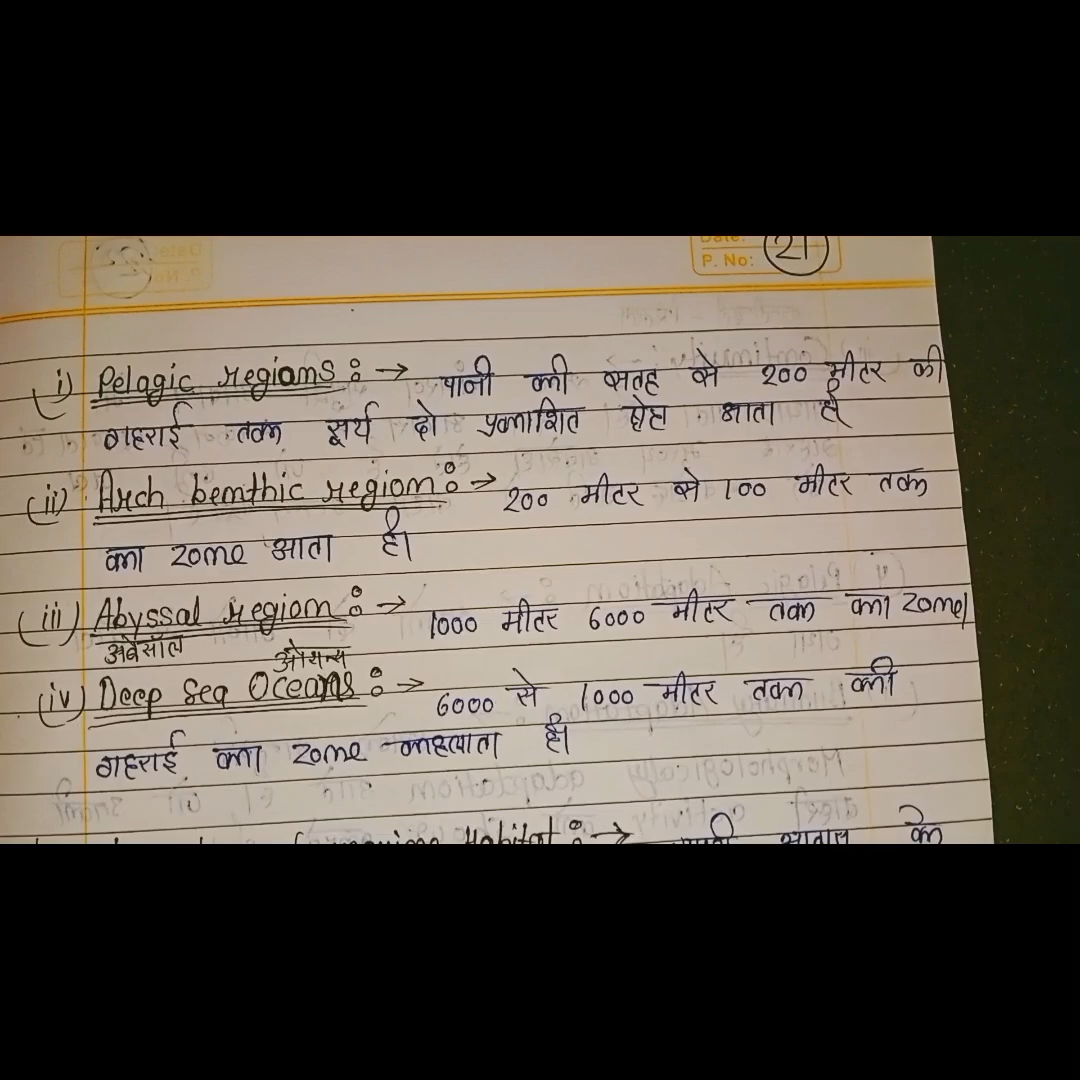 Date:
P. No: 21
i) Pelagic regions :→ पानी की सतह से 200 मीटर की
गहराई तक सूर्य दो प्रकाशित क्षेत्र आता है
(ii) Arch benthic region :→ 200 मीटर से 100 मीटर तक
का zone आता है।
(iii) Abyssal region :→ 1000 मीटर 6000 मीटर तक का zone।
अबेसॉल
ओशन्स
(iv) Deep Sea Oceans :→ 6000 से 1000 मीटर तक की
गहराई का zone कहलाता है।
Habitat :→ के